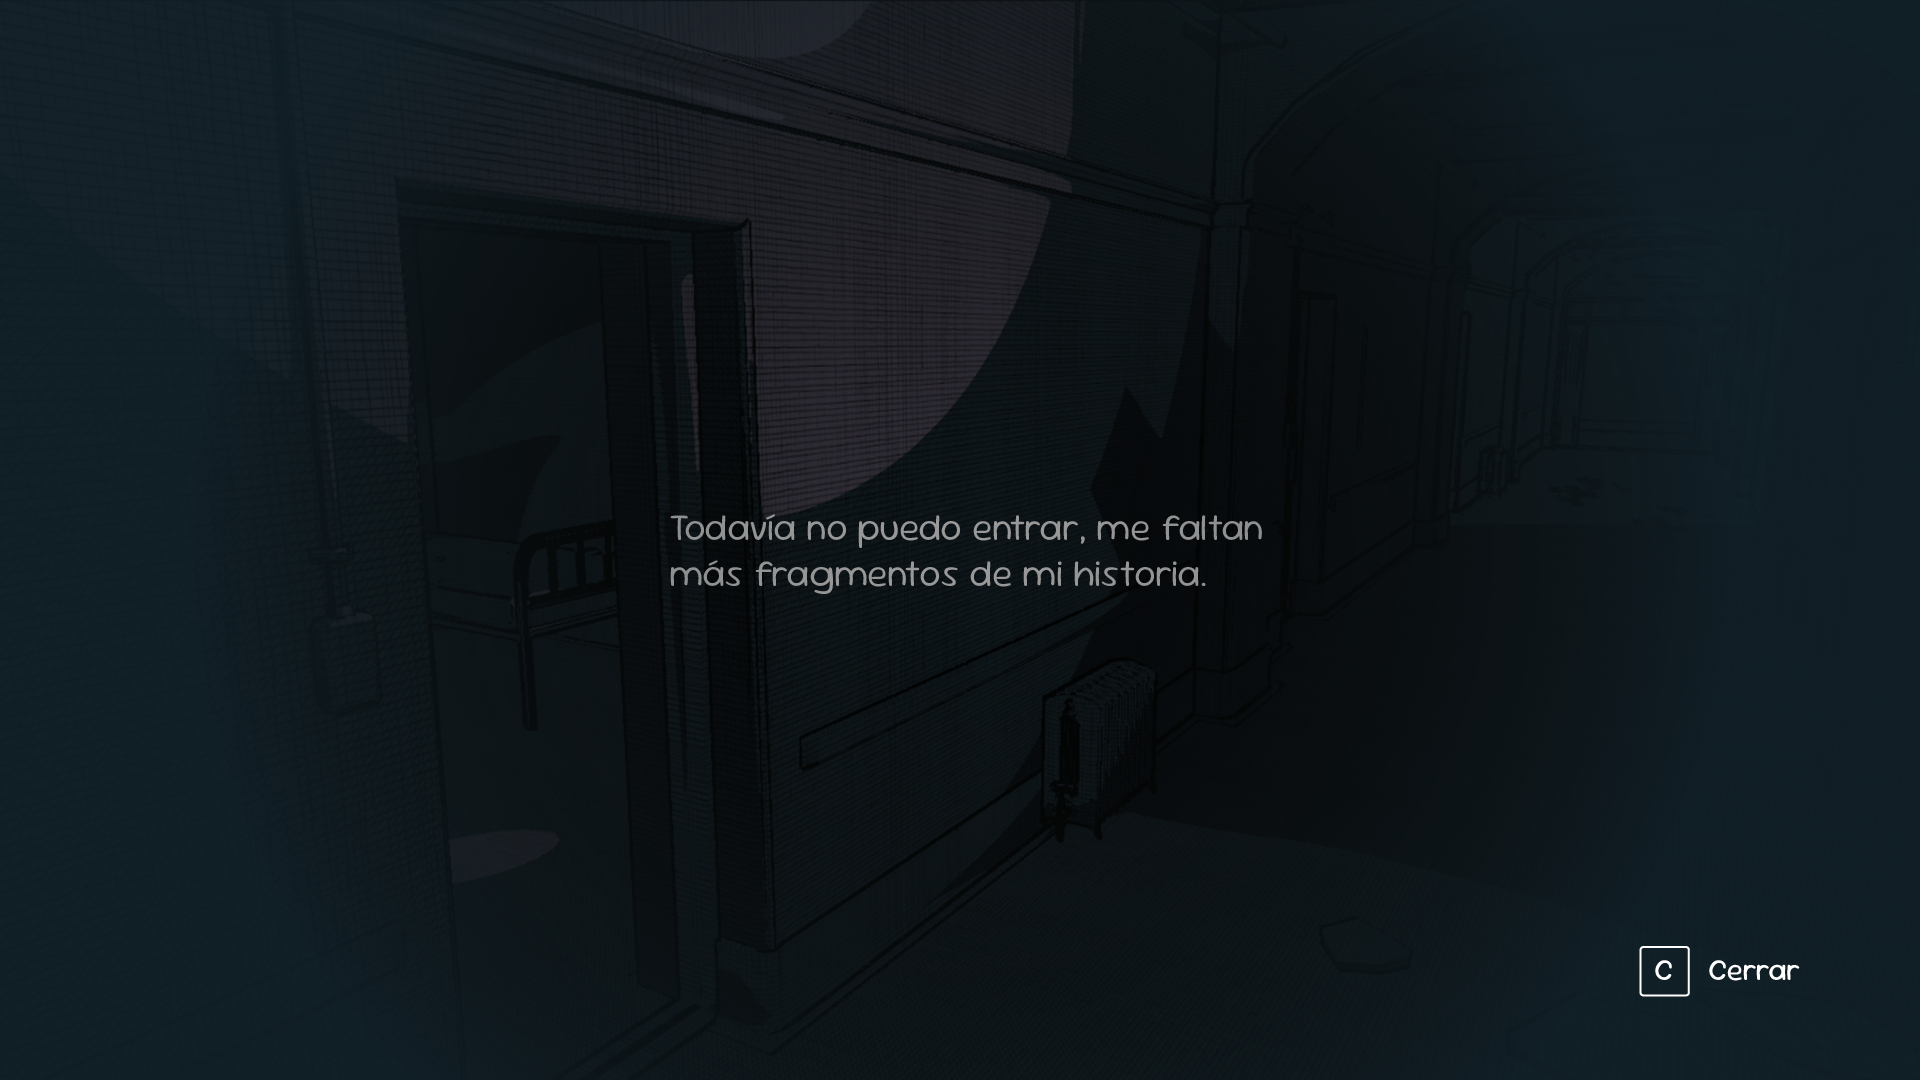 Todavía no puedo entrar, me faltan
más fragmentos de mi historia.
C Cerrar